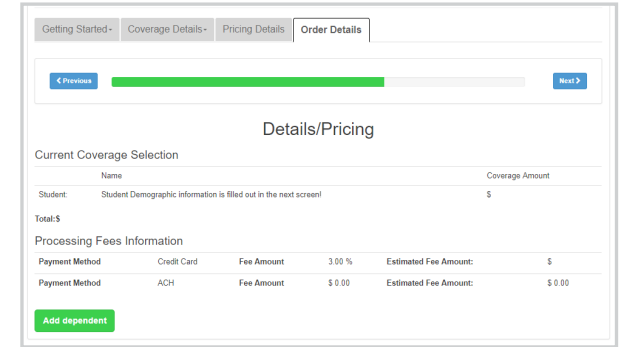 Getting Started- Coverage Details- Pricing Details Order Details
Previous Next
Details/Pricing
Current Coverage Selection
Name Coverage Amount
Student: Student Demographic information is filled out in the next screen! $
Total:$
Processing Fees Information
Payment Method Credit Card Fee Amount 3.00 % Estimated Fee Amount: $
Payment Method ACH Fee Amount $ 0.00 Estimated Fee Amount: $ 0.00
Add dependent